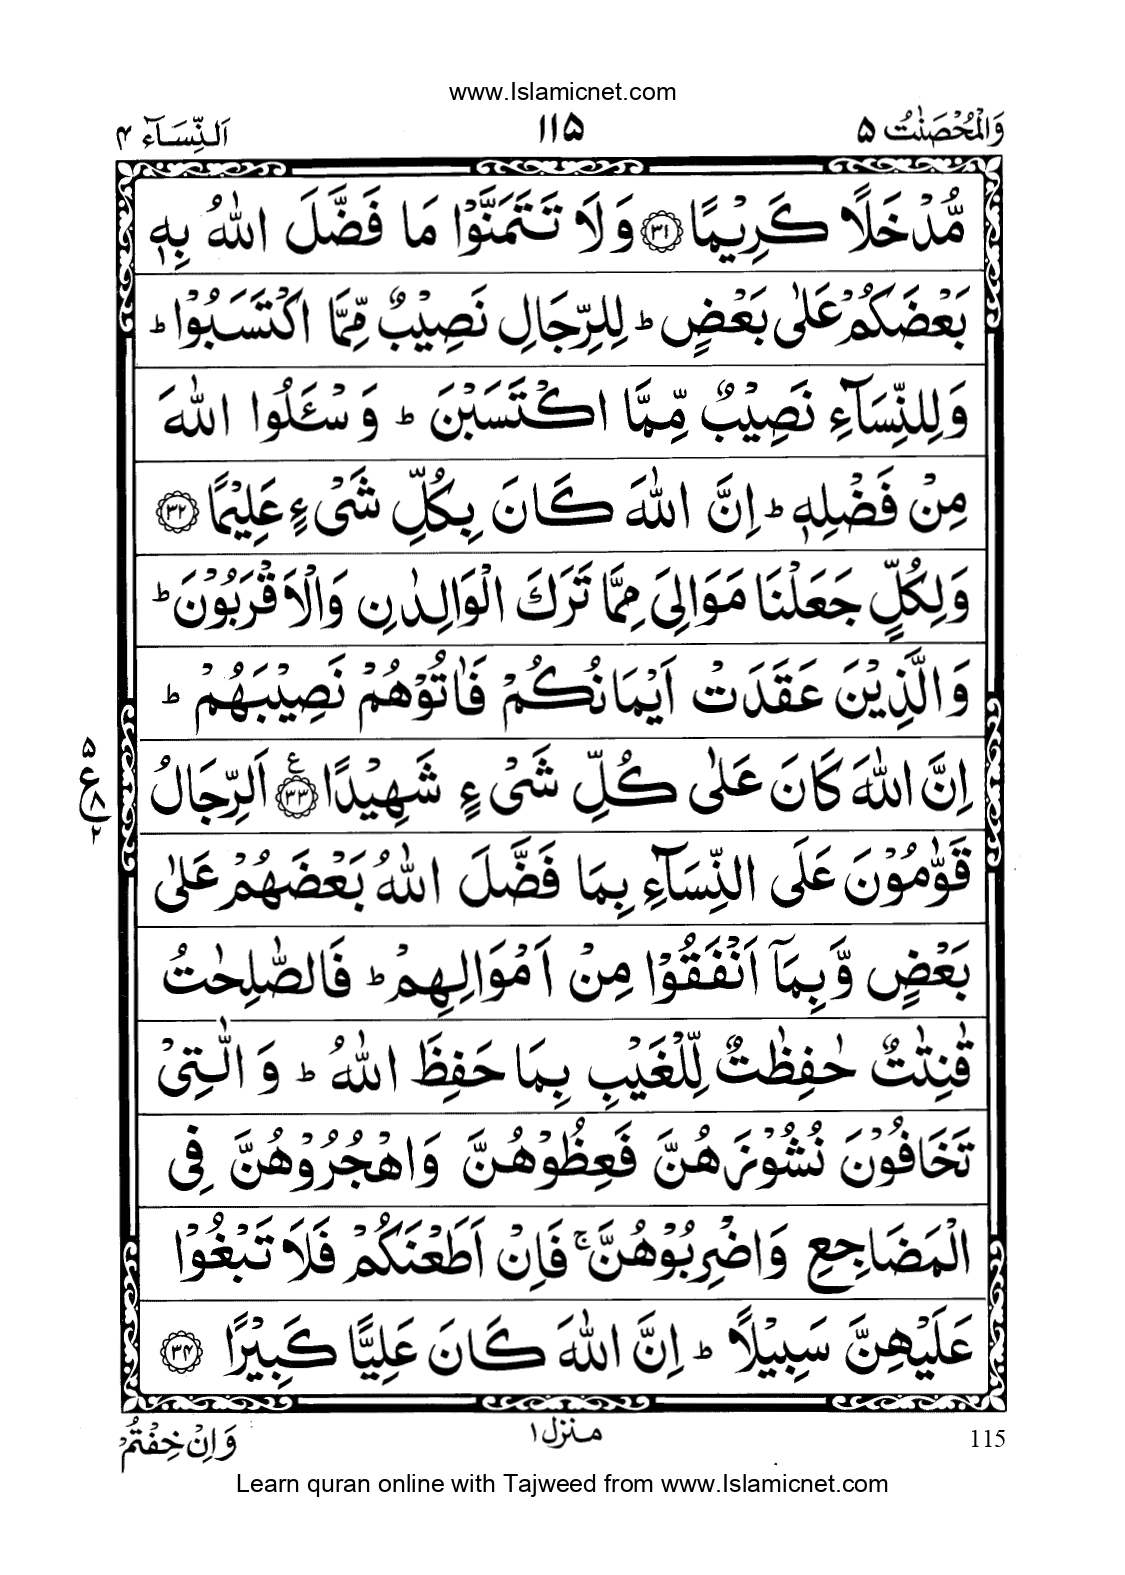 www.Islamicnet.com
وَالْمُحْصَنٰتُ ۵ ۱۱۵ اَلنِّسَآء ۴
مُّدْخَلًا كَرِيْمًا ﴿۳۱﴾ وَلَا تَتَمَنَّوْا مَا فَضَّلَ اللّٰهُ بِهٖ
بَعْضَكُمْ عَلٰى بَعْضٍ ؕ لِلرِّجَالِ نَصِيْبٌ مِّمَّا اكْتَسَبُوْا ؕ
وَلِلنِّسَآءِ نَصِيْبٌ مِّمَّا اكْتَسَبْنَ ؕ وَسْـَٔلُوا اللّٰهَ
مِنْ فَضْلِهٖ ؕ اِنَّ اللّٰهَ كَانَ بِكُلِّ شَىْءٍ عَلِيْمًا ﴿۳۲﴾
وَلِكُلٍّ جَعَلْنَا مَوَالِىَ مِمَّا تَرَكَ الْوَالِدٰنِ وَالْاَقْرَبُوْنَ ؕ
وَالَّذِيْنَ عَقَدَتْ اَيْمَانُكُمْ فَاٰتُوْهُمْ نَصِيْبَهُمْ ؕ
اِنَّ اللّٰهَ كَانَ عَلٰى كُلِّ شَىْءٍ شَهِيْدًا ﴿۳۳﴾ ع اَلرِّجَالُ
۵
ع
۸
۲
قَوّٰمُوْنَ عَلَى النِّسَآءِ بِمَا فَضَّلَ اللّٰهُ بَعْضَهُمْ عَلٰى
بَعْضٍ وَّبِمَآ اَنْفَقُوْا مِنْ اَمْوَالِهِمْ ؕ فَالصّٰلِحٰتُ
قٰنِتٰتٌ حٰفِظٰتٌ لِّلْغَيْبِ بِمَا حَفِظَ اللّٰهُ ؕ وَالّٰتِىْ
تَخَافُوْنَ نُشُوْزَهُنَّ فَعِظُوْهُنَّ وَاهْجُرُوْهُنَّ فِى
الْمَضَاجِعِ وَاضْرِبُوْهُنَّ ۚ فَاِنْ اَطَعْنَكُمْ فَلَا تَبْغُوْا
عَلَيْهِنَّ سَبِيْلًا ؕ اِنَّ اللّٰهَ كَانَ عَلِيًّا كَبِيْرًا ﴿۳۴﴾
115 منزل ۱ وَاِنْ خِفْتُمْ
Learn quran online with Tajweed from www.Islamicnet.com